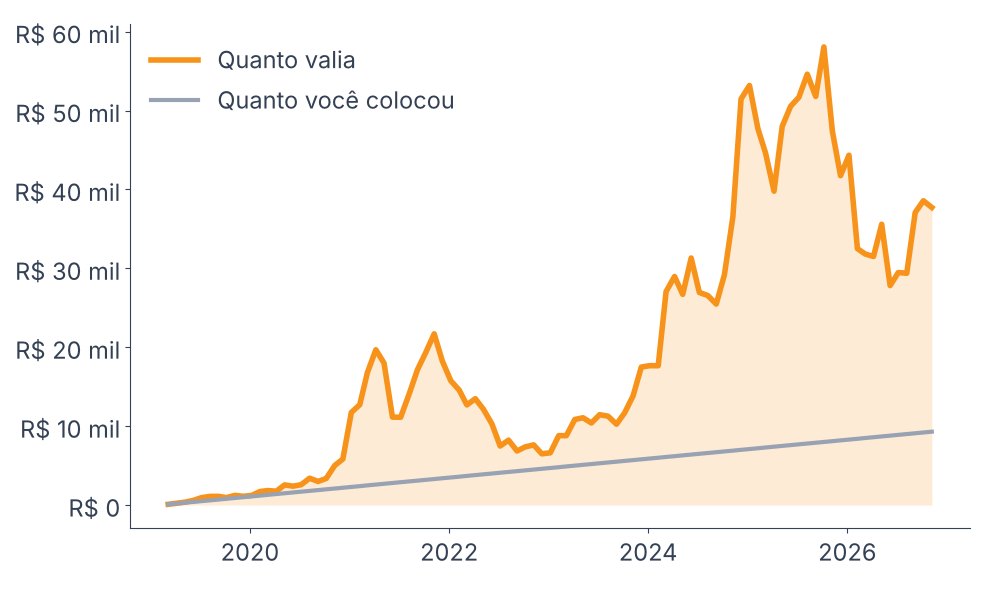 R$ 60 mil
R$ 50 mil
R$ 40 mil
R$ 30 mil
R$ 20 mil
R$ 10 mil
R$ 0
Quanto valia
Quanto você colocou
2020
2022
2024
2026